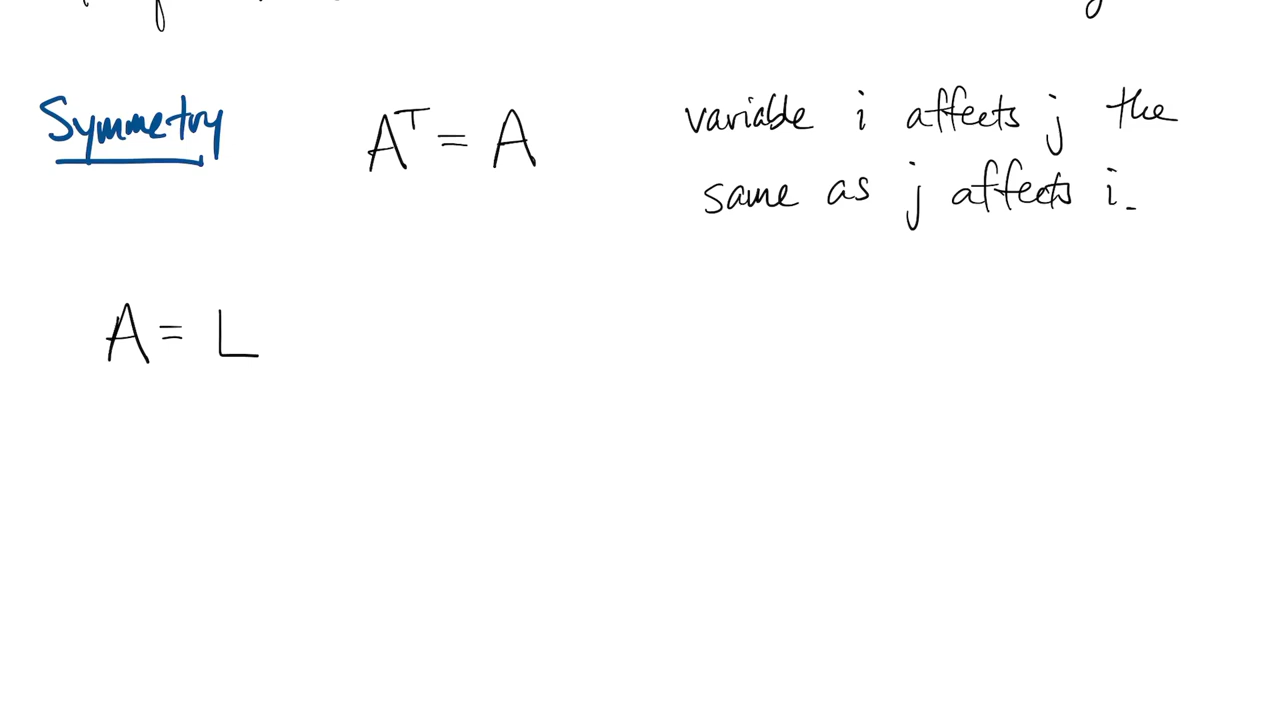 Symmetry
Aᵀ = A
variable i affects j the
same as j affects i.
A = L